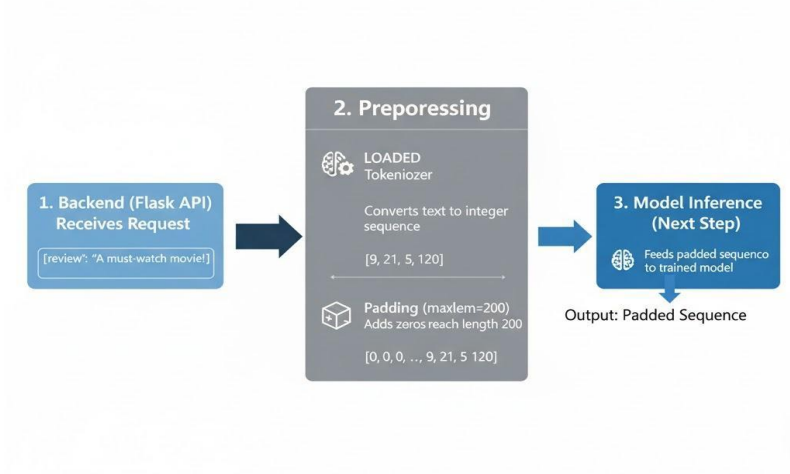 1. Backend (Flask API)
Receives Request
[review": "A must-watch movie!]
2. Preporessing
LOADED
Tokeniozer
Converts text to integer
sequence
[9, 21, 5, 120]
Padding (maxlem=200)
Adds zeros reach length 200
[0, 0, 0, .., 9, 21, 5 120]
3. Model Inference
(Next Step)
Feeds padded sequenco
to trained model
Output: Padded Sequence